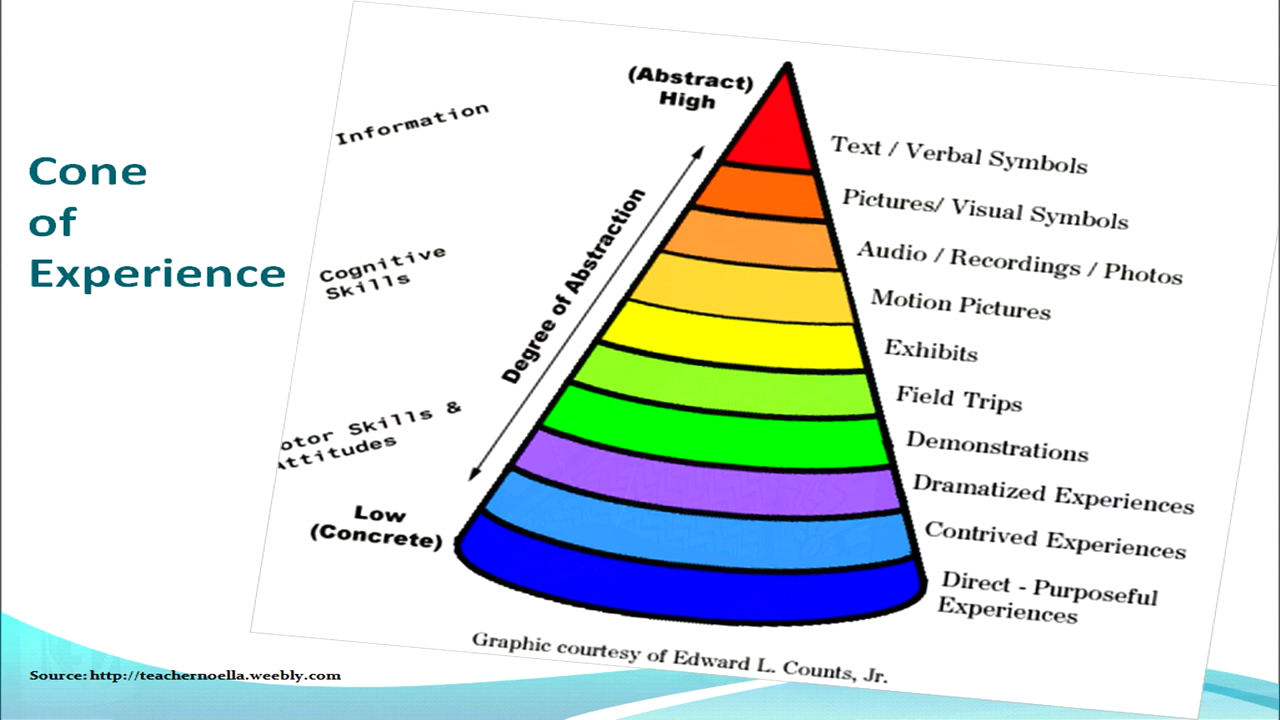 Cone
of
Experience
Information
Cognitive
Skills
otor Skills &
ttitudes
(Abstract)
High
Degree of Abstraction
Low
(Concrete)
Text / Verbal Symbols
Pictures/ Visual Symbols
Audio / Recordings / Photos
Motion Pictures
Exhibits
Field Trips
Demonstrations
Dramatized Experiences
Contrived Experiences
Direct - Purposeful
Experiences
Graphic courtesy of Edward L. Counts, Jr.
Source: http://teachernoella.weebly.com